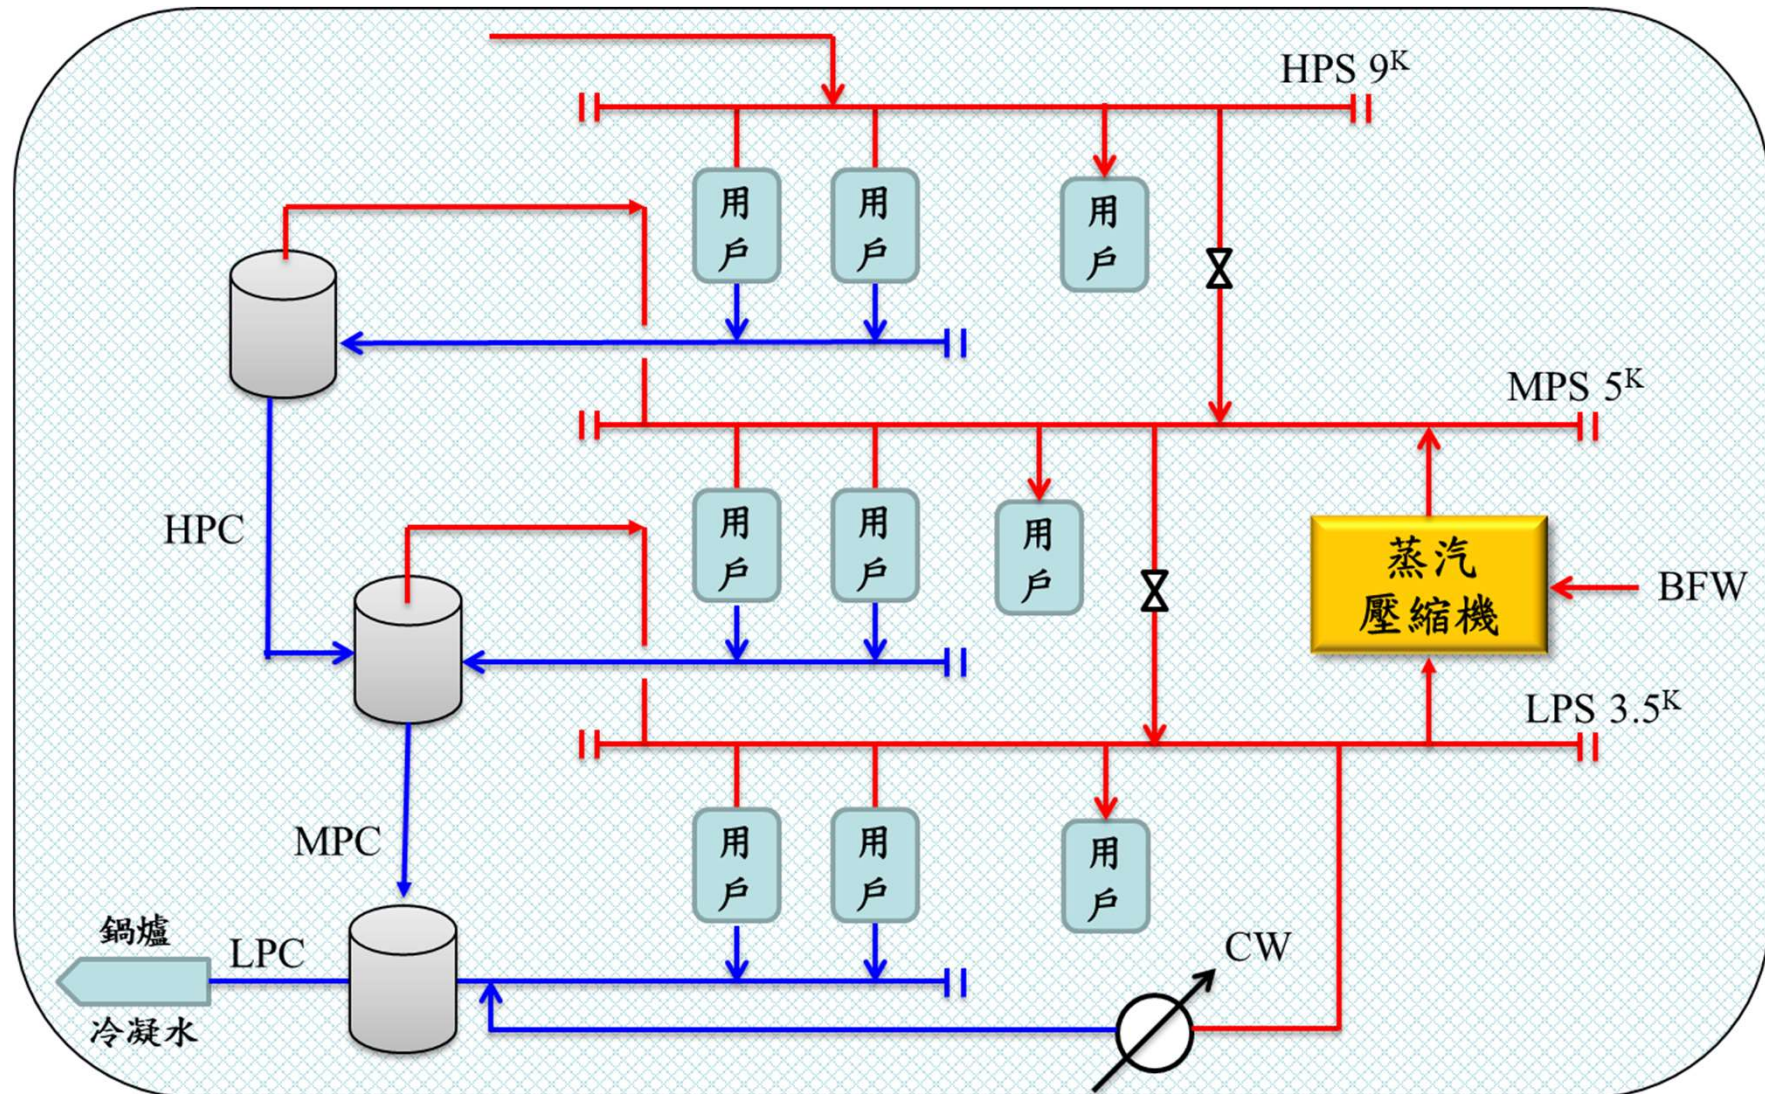 HPS 9ᴷ
用戶
用戶
用戶
MPS 5ᴷ
HPC
用戶
用戶
用戶
蒸汽
壓縮機
BFW
LPS 3.5ᴷ
MPC
用戶
用戶
用戶
鍋爐
LPC
冷凝水
CW